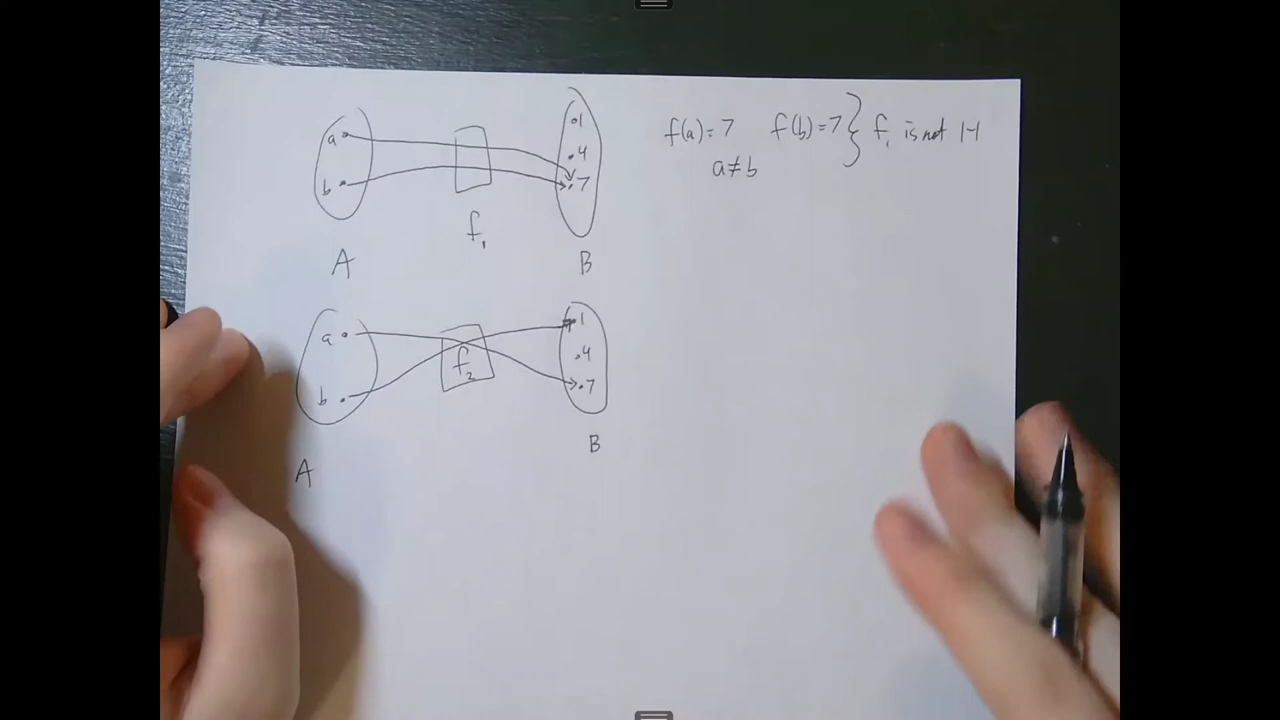 f(a)=7 f(b)=7} f₁ is not 1-1
a≠b
a
.1
.4
b
.7
f₁
A
B
a
.1
f₂
.4
b
.7
B
A